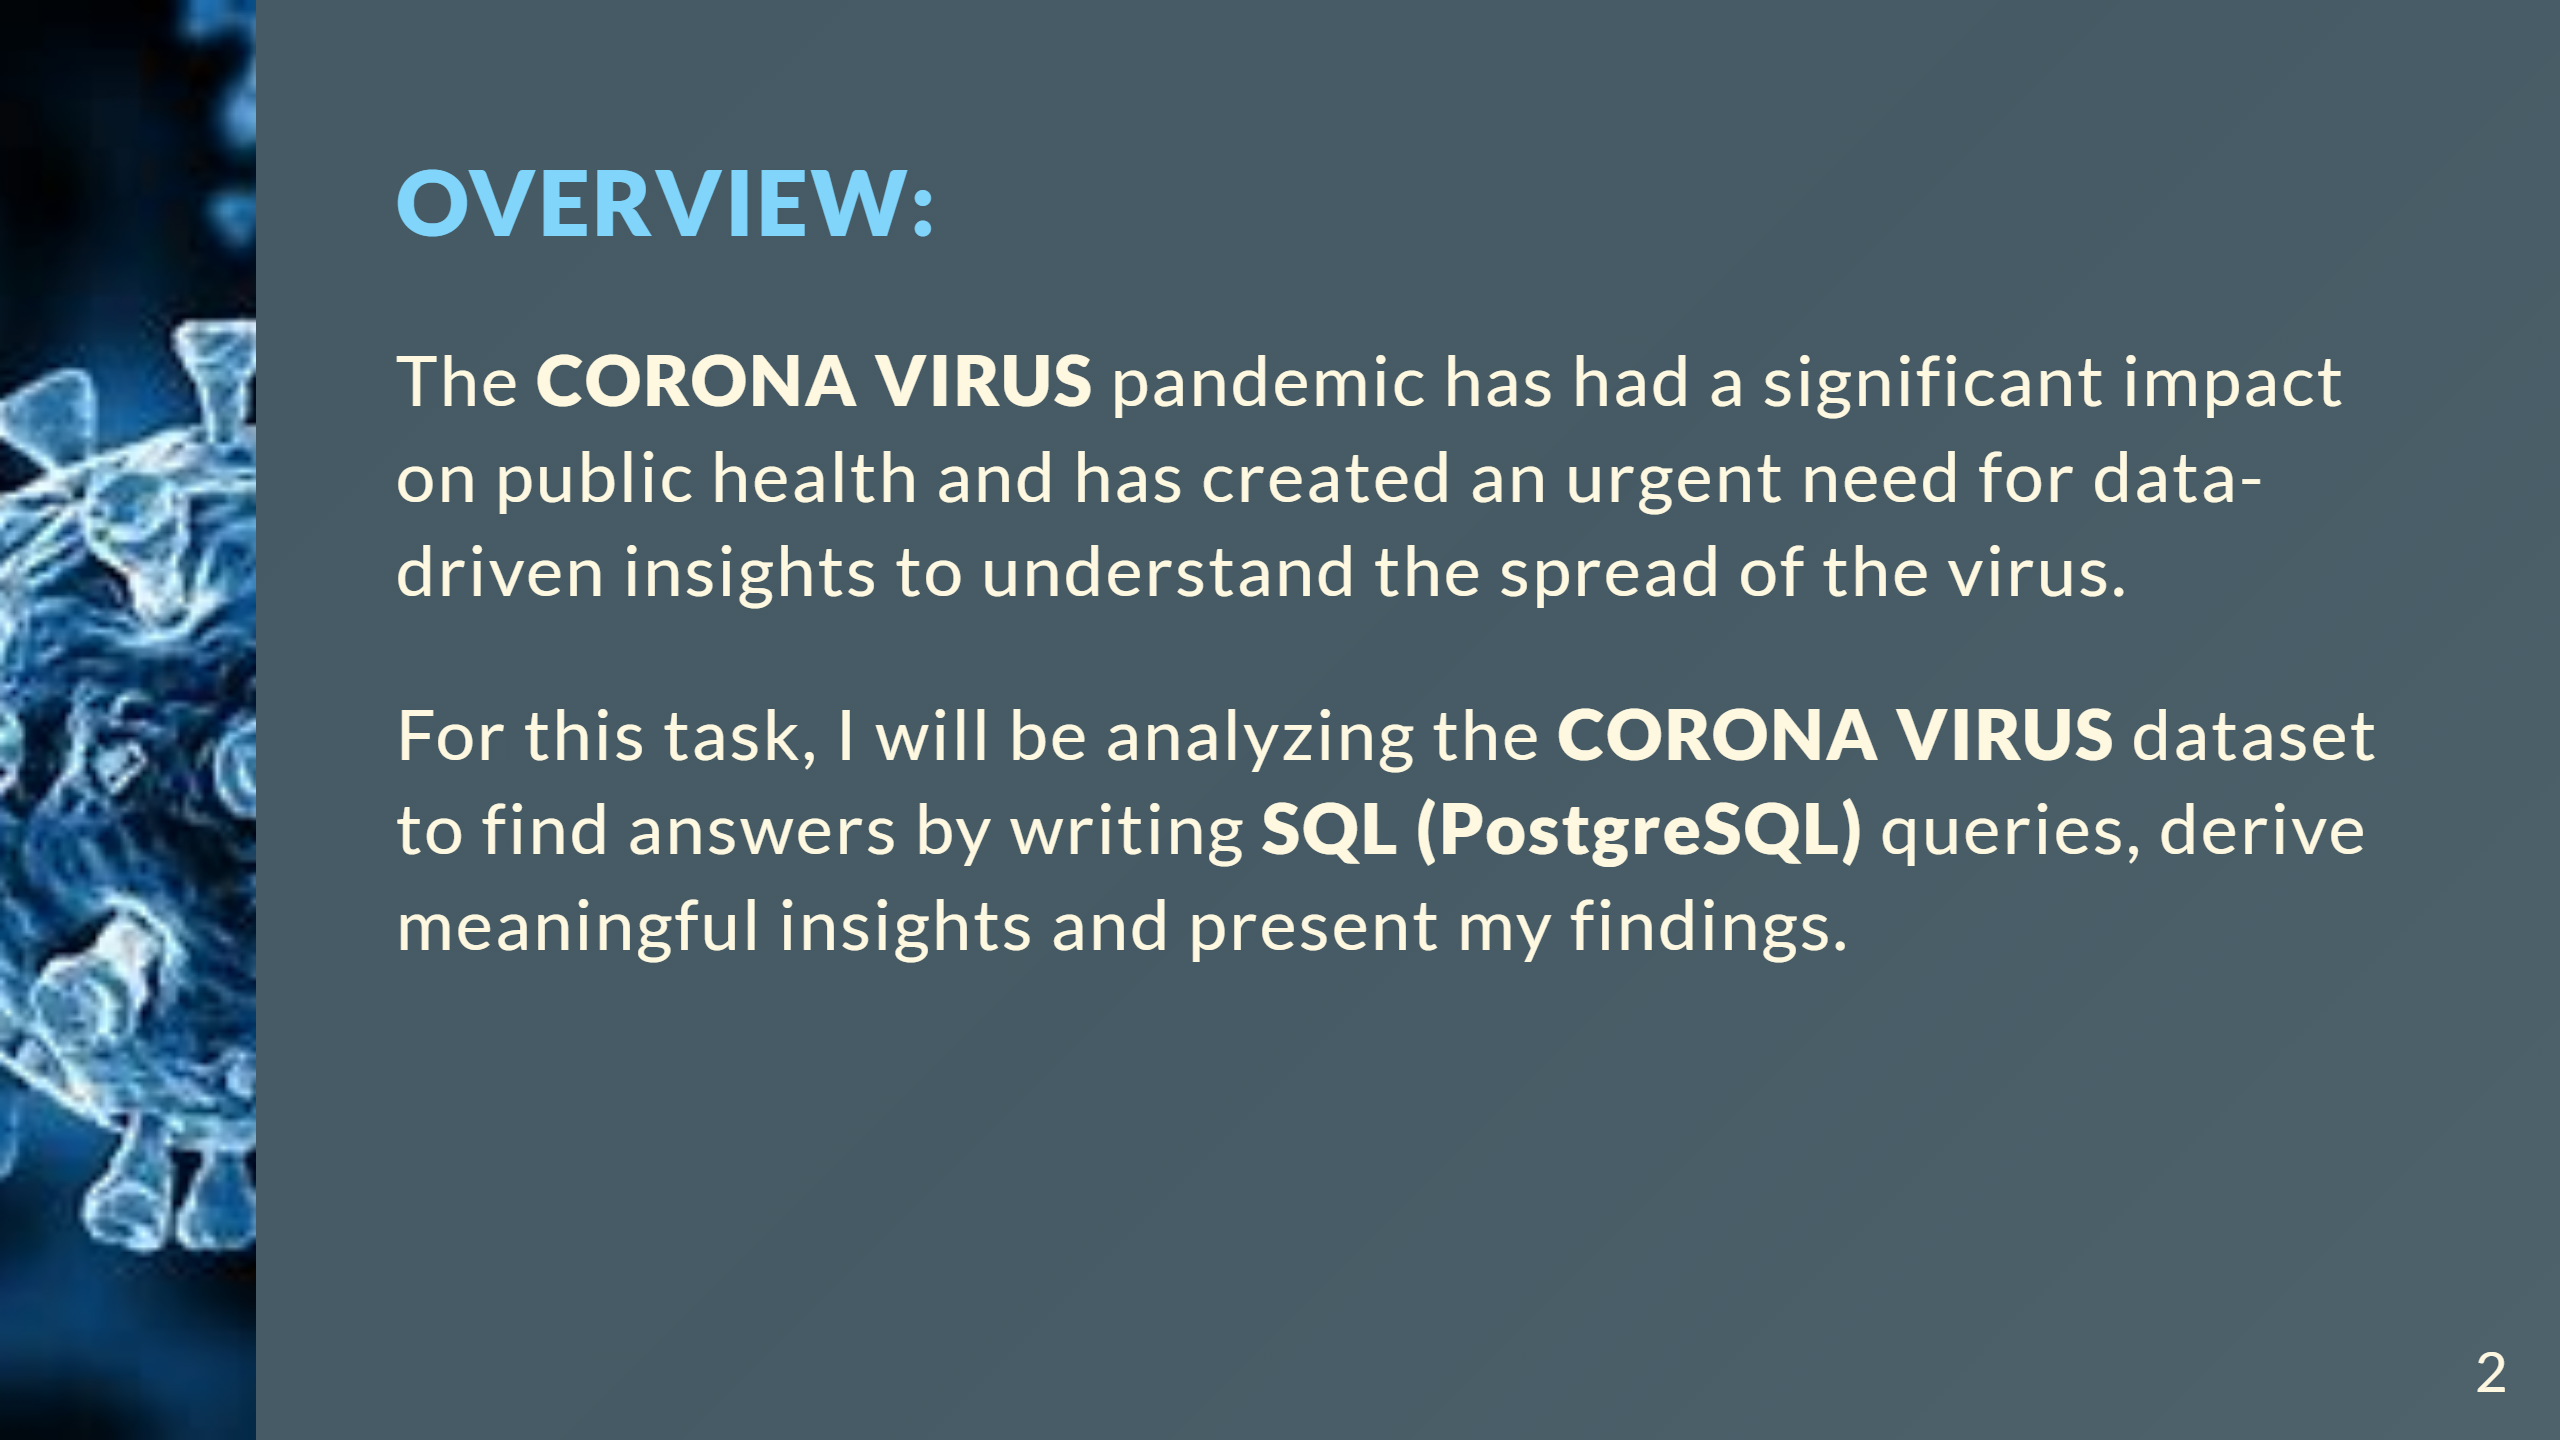 OVERVIEW:
The CORONA VIRUS pandemic has had a significant impact
on public health and has created an urgent need for data-
driven insights to understand the spread of the virus.
For this task, I will be analyzing the CORONA VIRUS dataset
to find answers by writing SQL (PostgreSQL) queries, derive
meaningful insights and present my findings.
2